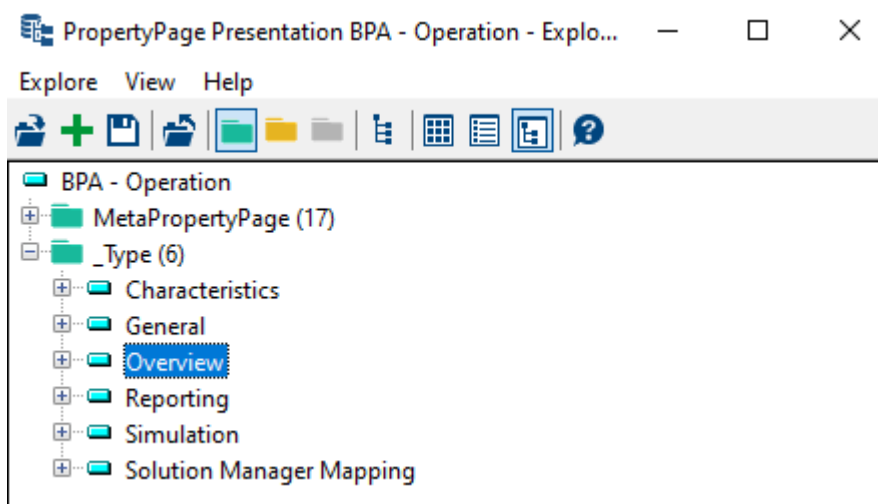 PropertyPage Presentation BPA - Operation - Explo...
Explore View Help
BPA - Operation
MetaPropertyPage (17)
_Type (6)
Characteristics
General
Overview
Reporting
Simulation
Solution Manager Mapping